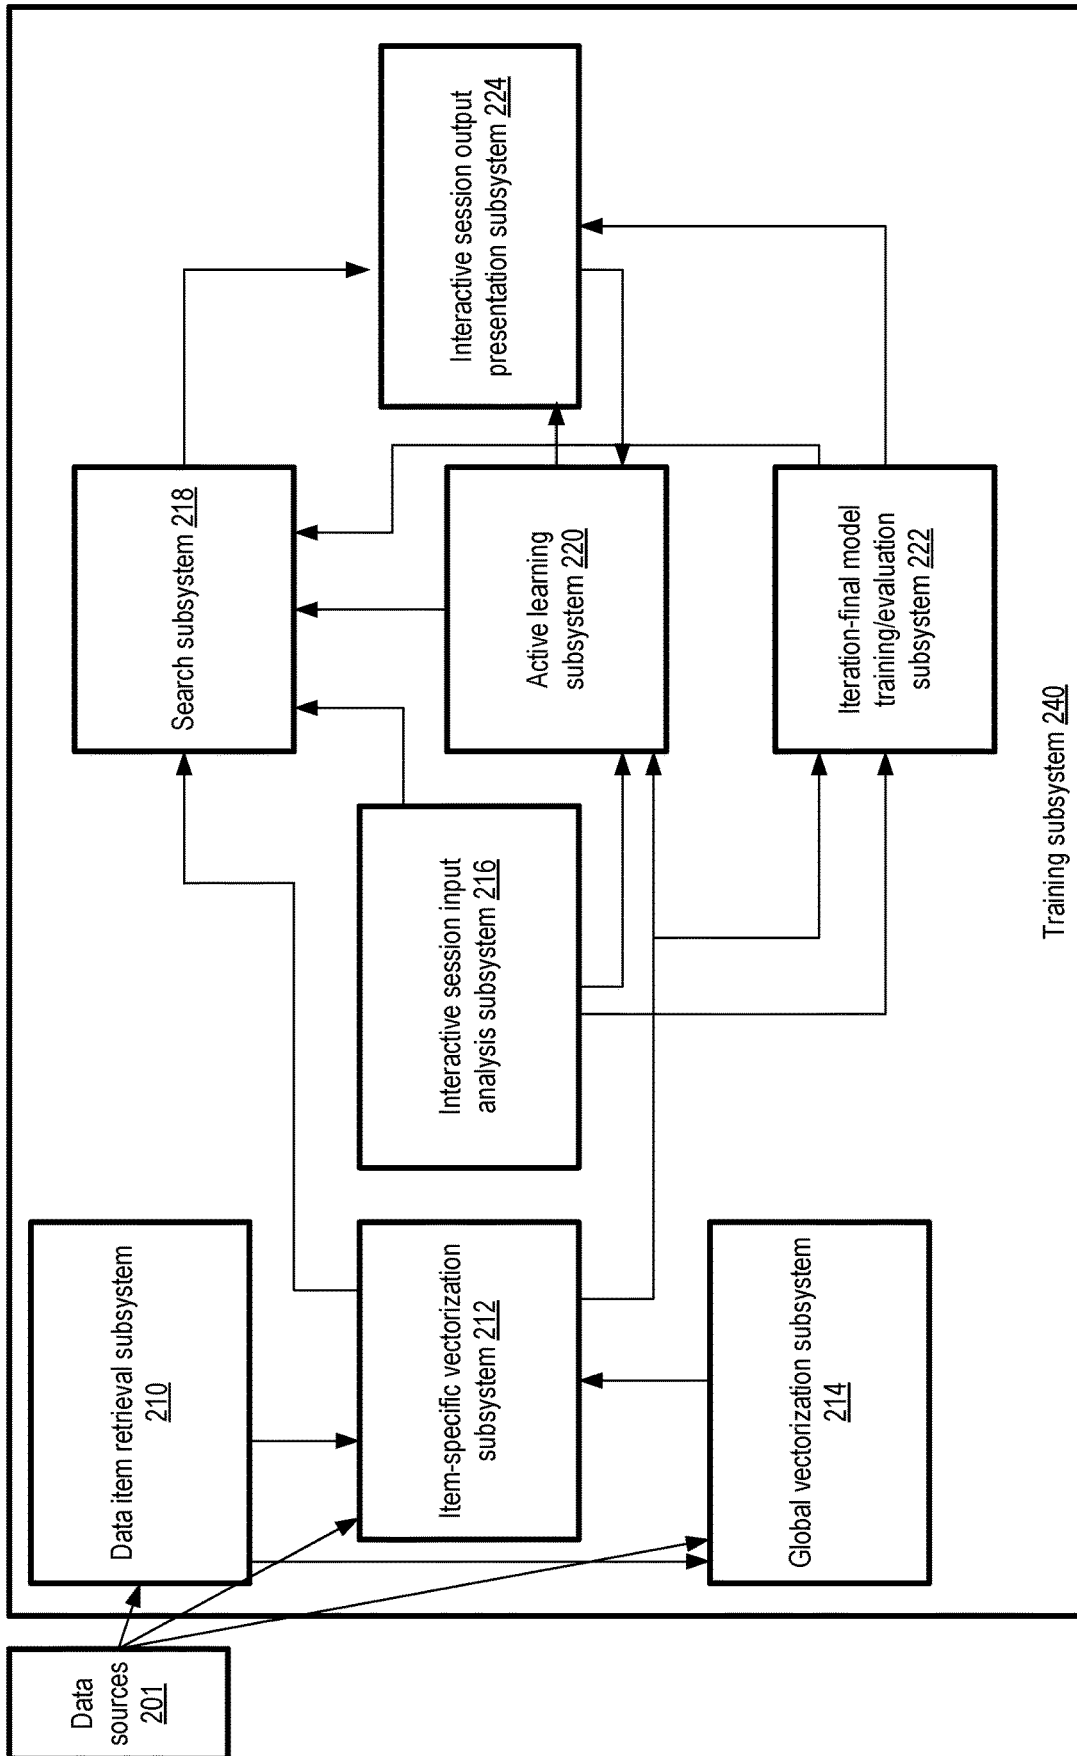 Data
sources
201
Data item retrieval subsystem
210
Item-specific vectorization
subsystem 212
Global vectorization subsystem
214
Interactive session input
analysis subsystem 216
Search subsystem 218
Active learning
subsystem 220
Iteration-final model
training/evaluation
subsystem 222
Interactive session output
presentation subsystem 224
Training subsystem 240